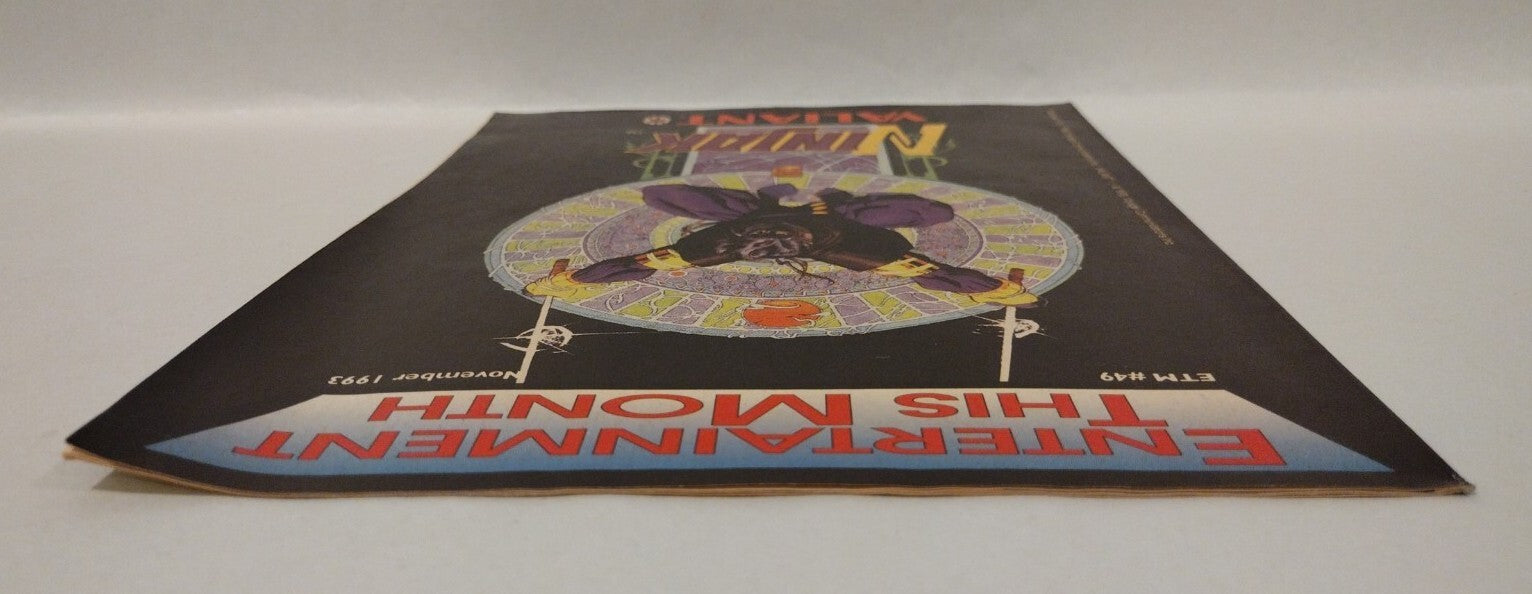 ENTERTAINMENT
THIS MONTH
ETM #49
November 1993
NINJAK
VALIANT